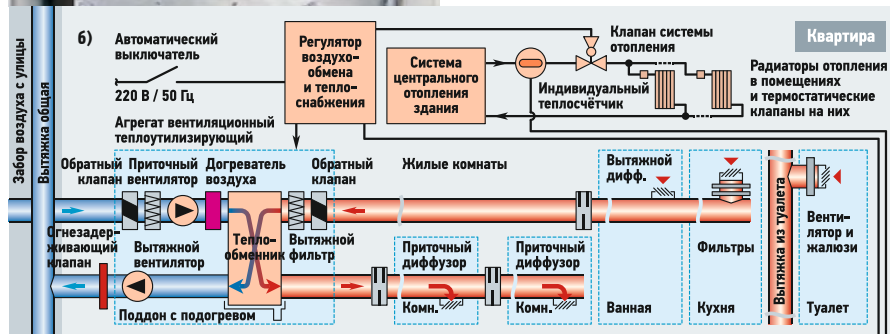 б)
Забор воздуха с улицы
Вытяжка общая
Автоматический
выключатель
220 В / 50 Гц
Регулятор
воздухо-
обмена
и тепло-
снабжения
Система
центрального
отопления
здания
Индивидуальный
теплосчётчик
Клапан системы
отопления
Квартира
Радиаторы отопления
в помещениях
и термостатические
клапаны на них
Агрегат вентиляционный
теплоутилизирующий
Обратный
клапан
Приточный
вентилятор
Догреватель
воздуха
Обратный
клапан
Жилые комнаты
Вытяжной
дифф.
Вытяжка из туалета
Огнезадер-
живающий
клапан
Вытяжной
вентилятор
Тепло-
обменник
Вытяжной
фильтр
Приточный
диффузор
Комн.
Приточный
диффузор
Комн.
Ванная
Фильтры
Кухня
Венти-
лятор и
жалюзи
Туалет
Поддон с подогревом